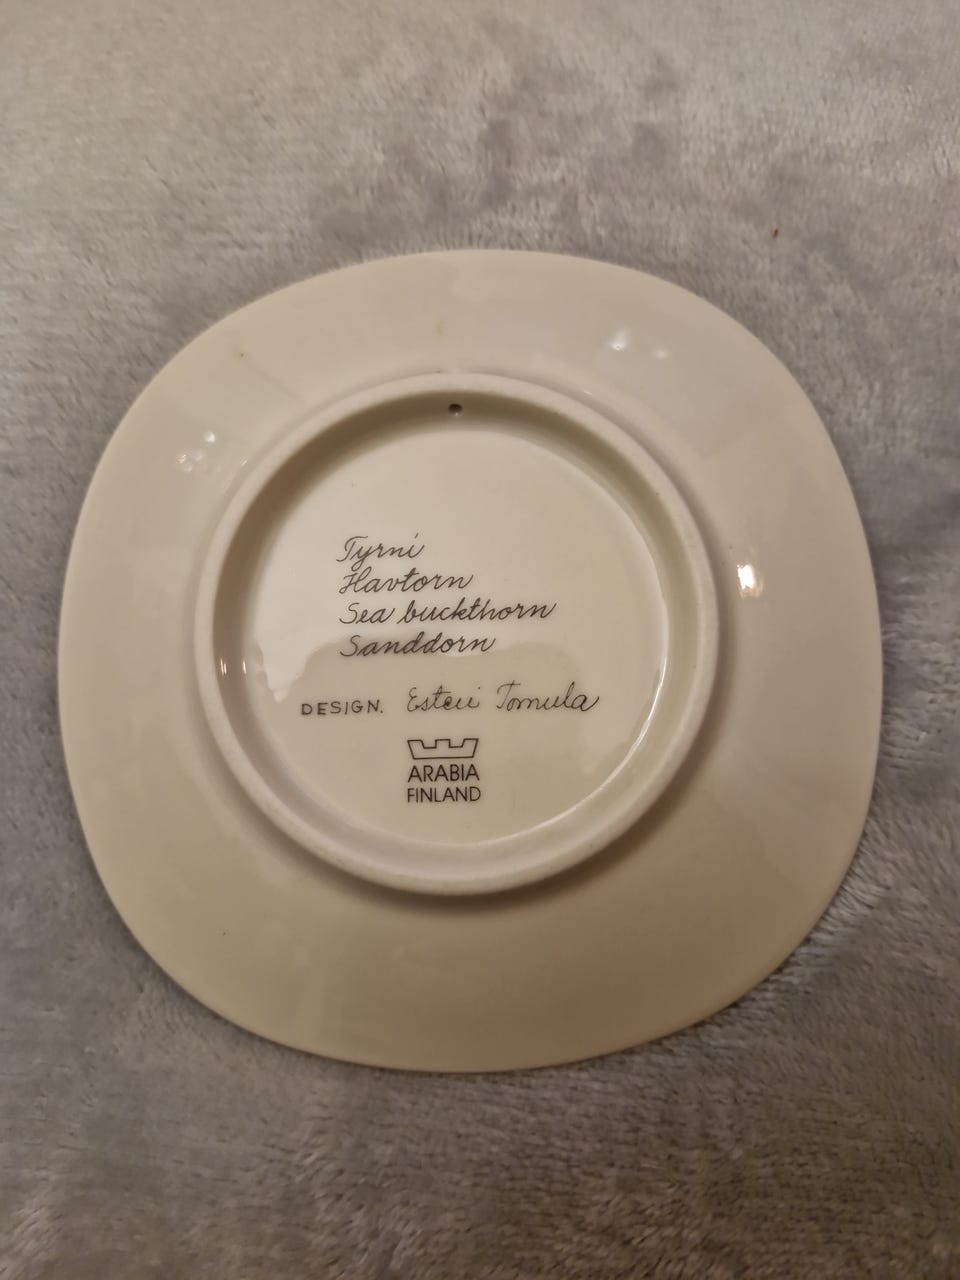 Tyrni
Havtorn
Sea buckthorn
Sanddorn
DESIGN. Esteri Tomula
ARABIA
FINLAND